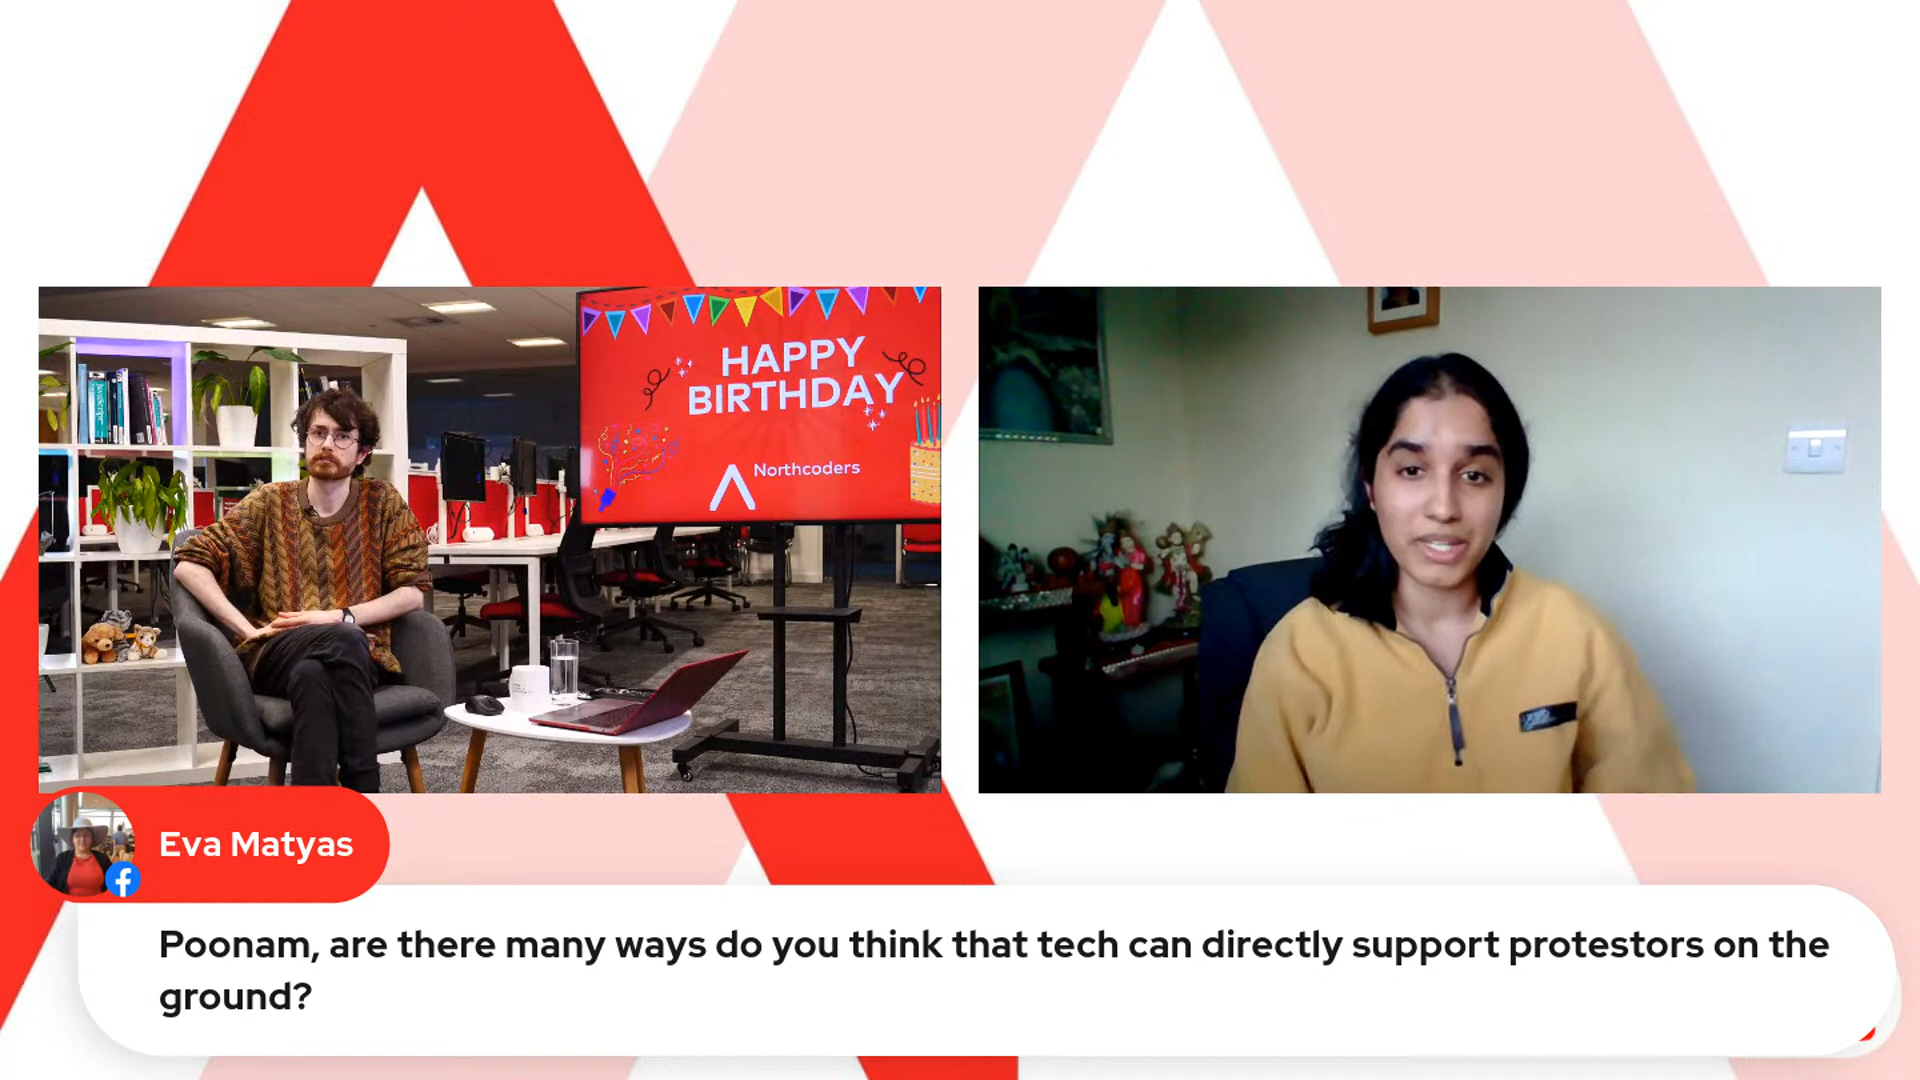 HAPPY
BIRTHDAY
Northcoders
Eva Matyas
Poonam, are there many ways do you think that tech can directly support protestors on the
ground?